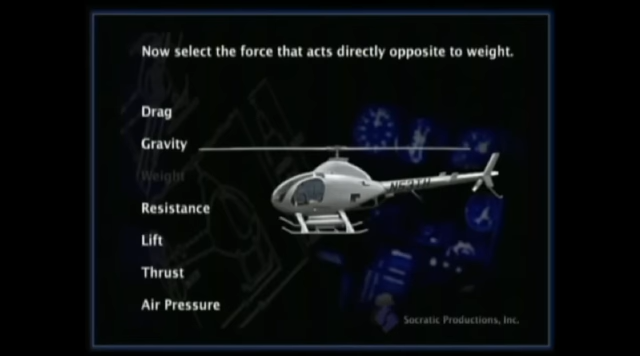 Now select the force that acts directly opposite to weight.
Drag
Gravity
Weight
Resistance
Lift
Thrust
Air Pressure
Socratic Productions, Inc.